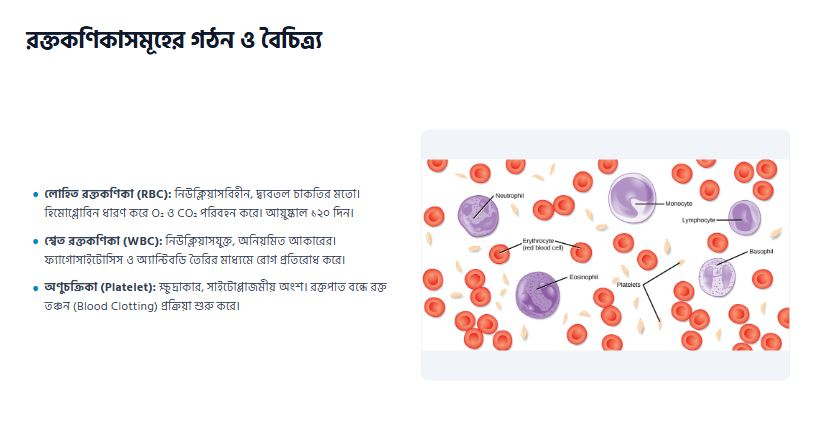 রক্তকণিকাসমূহের গঠন ও বৈচিত্র্য
লোহিত রক্তকণিকা (RBC): নিউক্লিয়াসবিহীন, দ্ব্যবতল চাকতির মতো।
হিমোগ্লোবিন ধারণ করে O₂ ও CO₂ পরিবহন করে। আয়ুষ্কাল ১২০ দিন।
শ্বেত রক্তকণিকা (WBC): নিউক্লিয়াসযুক্ত, অনিয়মিত আকারের।
ফ্যাগোসাইটোসিস ও অ্যান্টিবডি তৈরির মাধ্যমে রোগ প্রতিরোধ করে।
অণুচক্রিকা (Platelet): ক্ষুদ্রাকার, সাইটোপ্লাজমীয় অংশ। রক্তপাত বন্ধে রক্ত
তঞ্চন (Blood Clotting) প্রক্রিয়া শুরু করে।
Neutrophil
Monocyte
Lymphocyte
Erythrocyte
(red blood cell)
Basophil
Eosinophil
Platelets